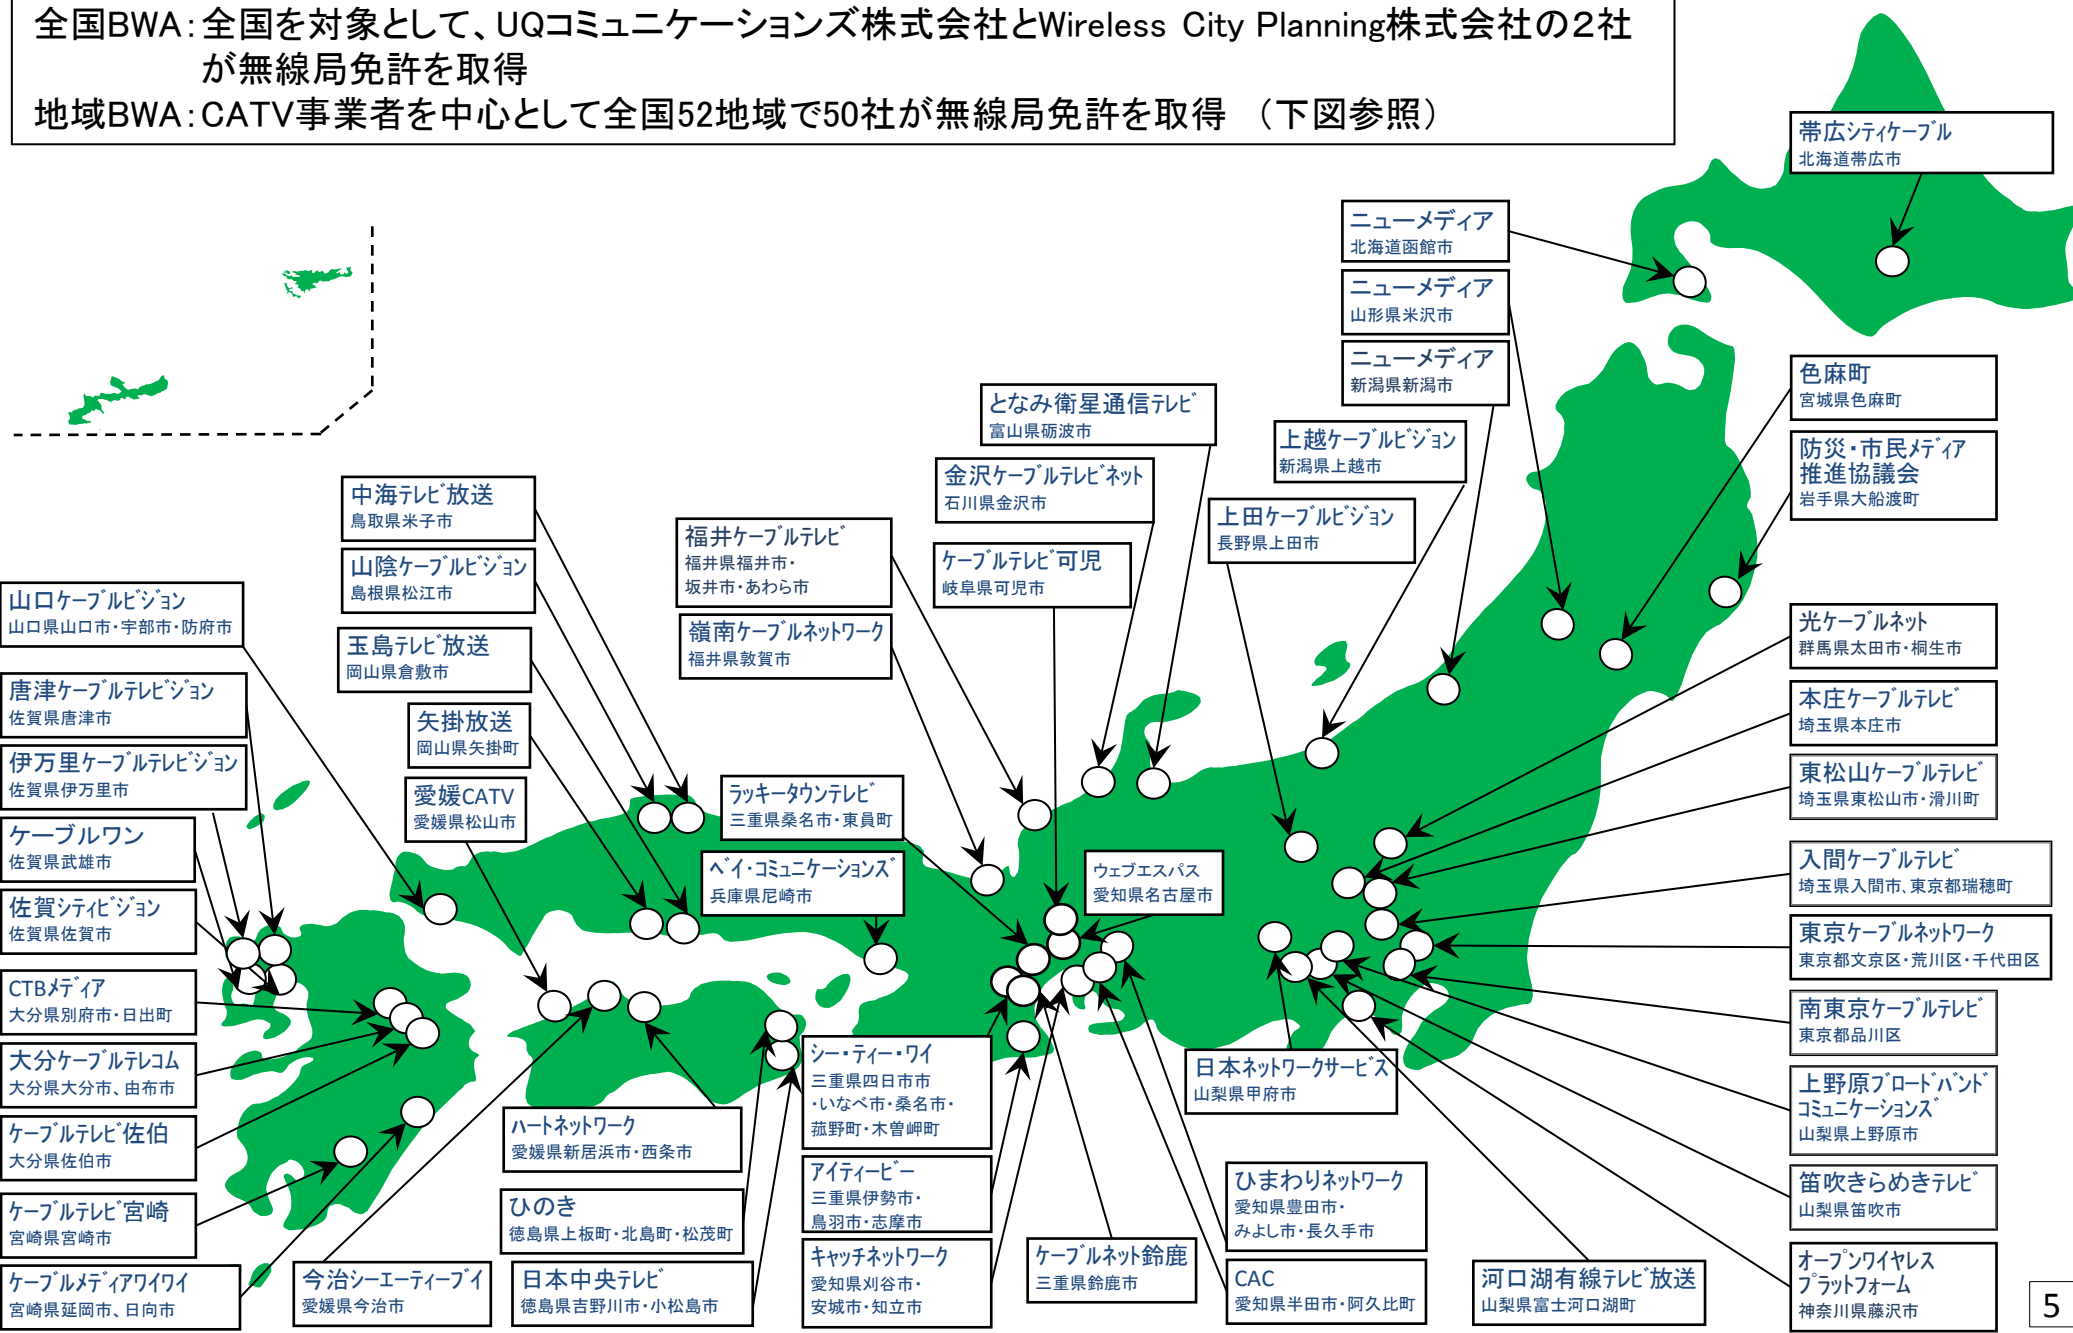 全国BWA：全国を対象として、UQコミュニケーションズ株式会社とWireless City Planning株式会社の２社
が無線局免許を取得
地域BWA：CATV事業者を中心として全国52地域で50社が無線局免許を取得　（下図参照）
帯広シティケーブル
北海道帯広市
ニューメディア
北海道函館市
ニューメディア
山形県米沢市
ニューメディア
新潟県新潟市
色麻町
宮城県色麻町
防災・市民メディア
推進協議会
岩手県大船渡町
となみ衛星通信テレビ
富山県砺波市
上越ケーブルビジョン
新潟県上越市
金沢ケーブルテレビネット
石川県金沢市
上田ケーブルビジョン
長野県上田市
中海テレビ放送
鳥取県米子市
福井ケーブルテレビ
福井県福井市・
坂井市・あわら市
ケーブルテレビ可児
岐阜県可児市
山陰ケーブルビジョン
島根県松江市
山口ケーブルビジョン
山口県山口市・宇部市・防府市
玉島テレビ放送
岡山県倉敷市
嶺南ケーブルネットワーク
福井県敦賀市
光ケーブルネット
群馬県太田市・桐生市
唐津ケーブルテレビジョン
佐賀県唐津市
矢掛放送
岡山県矢掛町
本庄ケーブルテレビ
埼玉県本庄市
伊万里ケーブルテレビジョン
佐賀県伊万里市
愛媛CATV
愛媛県松山市
ラッキータウンテレビ
三重県桑名市・東員町
東松山ケーブルテレビ
埼玉県東松山市・滑川町
ケーブルワン
佐賀県武雄市
ベイ・コミュニケーションズ
兵庫県尼崎市
ウェブエスパス
愛知県名古屋市
入間ケーブルテレビ
埼玉県入間市、東京都瑞穂町
佐賀シティビジョン
佐賀県佐賀市
東京ケーブルネットワーク
東京都文京区・荒川区・千代田区
CTBメディア
大分県別府市・日出町
南東京ケーブルテレビ
東京都品川区
大分ケーブルテレコム
大分県大分市、由布市
シー・ティー・ワイ
三重県四日市市
・いなべ市・桑名市・
菰野町・木曽岬町
日本ネットワークサービス
山梨県甲府市
上野原ブロードバンド
コミュニケーションズ
山梨県上野原市
ケーブルテレビ佐伯
大分県佐伯市
ハートネットワーク
愛媛県新居浜市・西条市
アイティービー
三重県伊勢市・
鳥羽市・志摩市
ひまわりネットワーク
愛知県豊田市・
みよし市・長久手市
笛吹きらめきテレビ
山梨県笛吹市
ケーブルテレビ宮崎
宮崎県宮崎市
ひのき
徳島県上板町・北島町・松茂町
キャッチネットワーク
愛知県刈谷市・
安城市・知立市
ケーブルネット鈴鹿
三重県鈴鹿市
オープンワイヤレス
プラットフォーム
神奈川県藤沢市
ケーブルメディアワイワイ
宮崎県延岡市、日向市
今治シーエーティーブイ
愛媛県今治市
日本中央テレビ
徳島県吉野川市・小松島市
CAC
愛知県半田市・阿久比町
河口湖有線テレビ放送
山梨県富士河口湖町
5